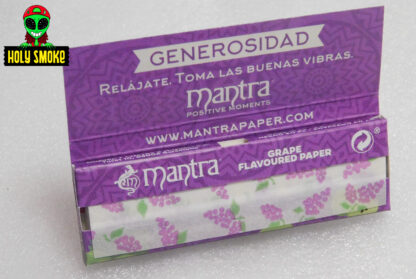 HOLY SMOKE
GENEROSIDAD
RELÁJATE. TOMA LAS BUENAS VIBRAS.
mantra
POSITIVE MOMENTS
WWW.MANTRAPAPER.COM
mantra
GRAPE
FLAVOURED PAPER